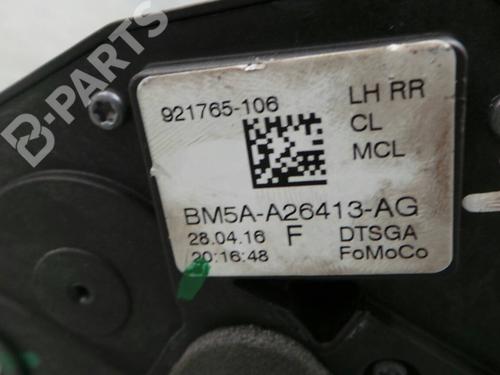 B-PARTS
921765-106
LH RR
CL
MCL
BM5A-A26413-AG
28.04.16 F DTSGA
20:16:48 FoMoCo